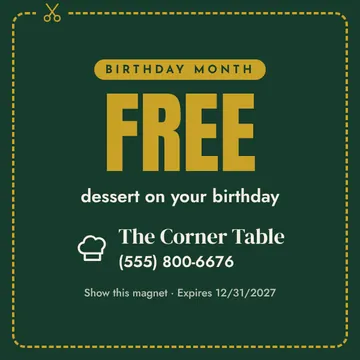 BIRTHDAY MONTH
FREE
dessert on your birthday
The Corner Table
(555) 800-6676
Show this magnet · Expires 12/31/2027